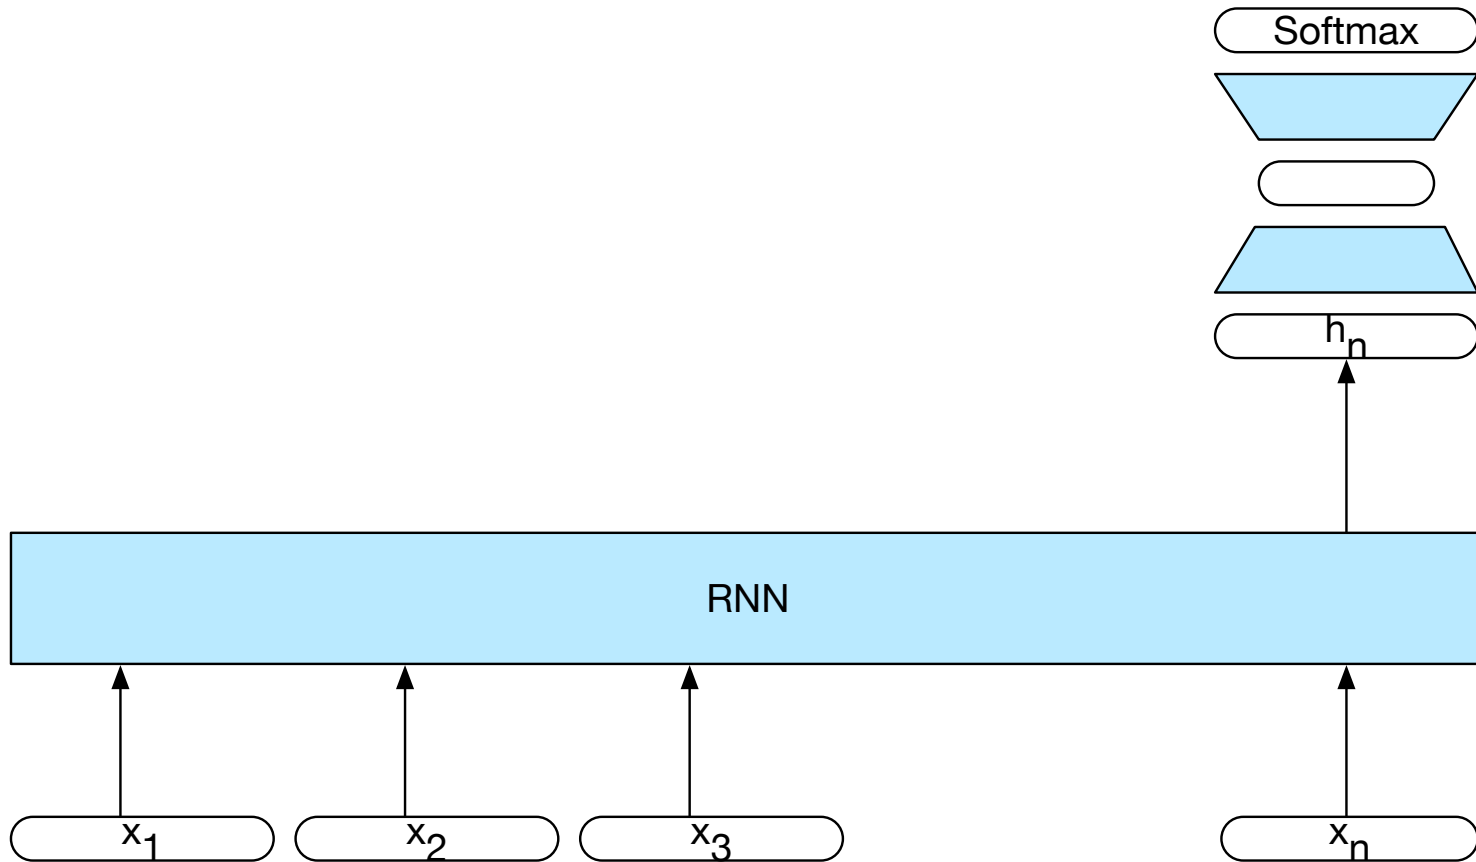 Softmax
hₙ
RNN
x₁ x₂ x₃ xₙ